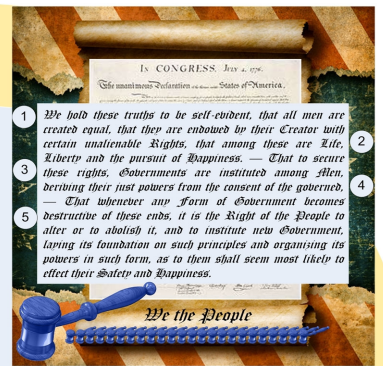 IN CONGRESS, JULY 4, 1776.
The unanimous Declaration of the thirteen united States of America,
1
We hold these truths to be self-evident, that all men are
created equal, that they are endowed by their Creator with
certain unalienable Rights, that among these are Life,
2
Liberty and the pursuit of Happiness. — That to secure
3
these rights, Governments are instituted among Men,
deriving their just powers from the consent of the governed,
4
— That whenever any Form of Government becomes
5
destructive of these ends, it is the Right of the People to
alter or to abolish it, and to institute new Government,
laying its foundation on such principles and organizing its
powers in such form, as to them shall seem most likely to
effect their Safety and Happiness.
We the People